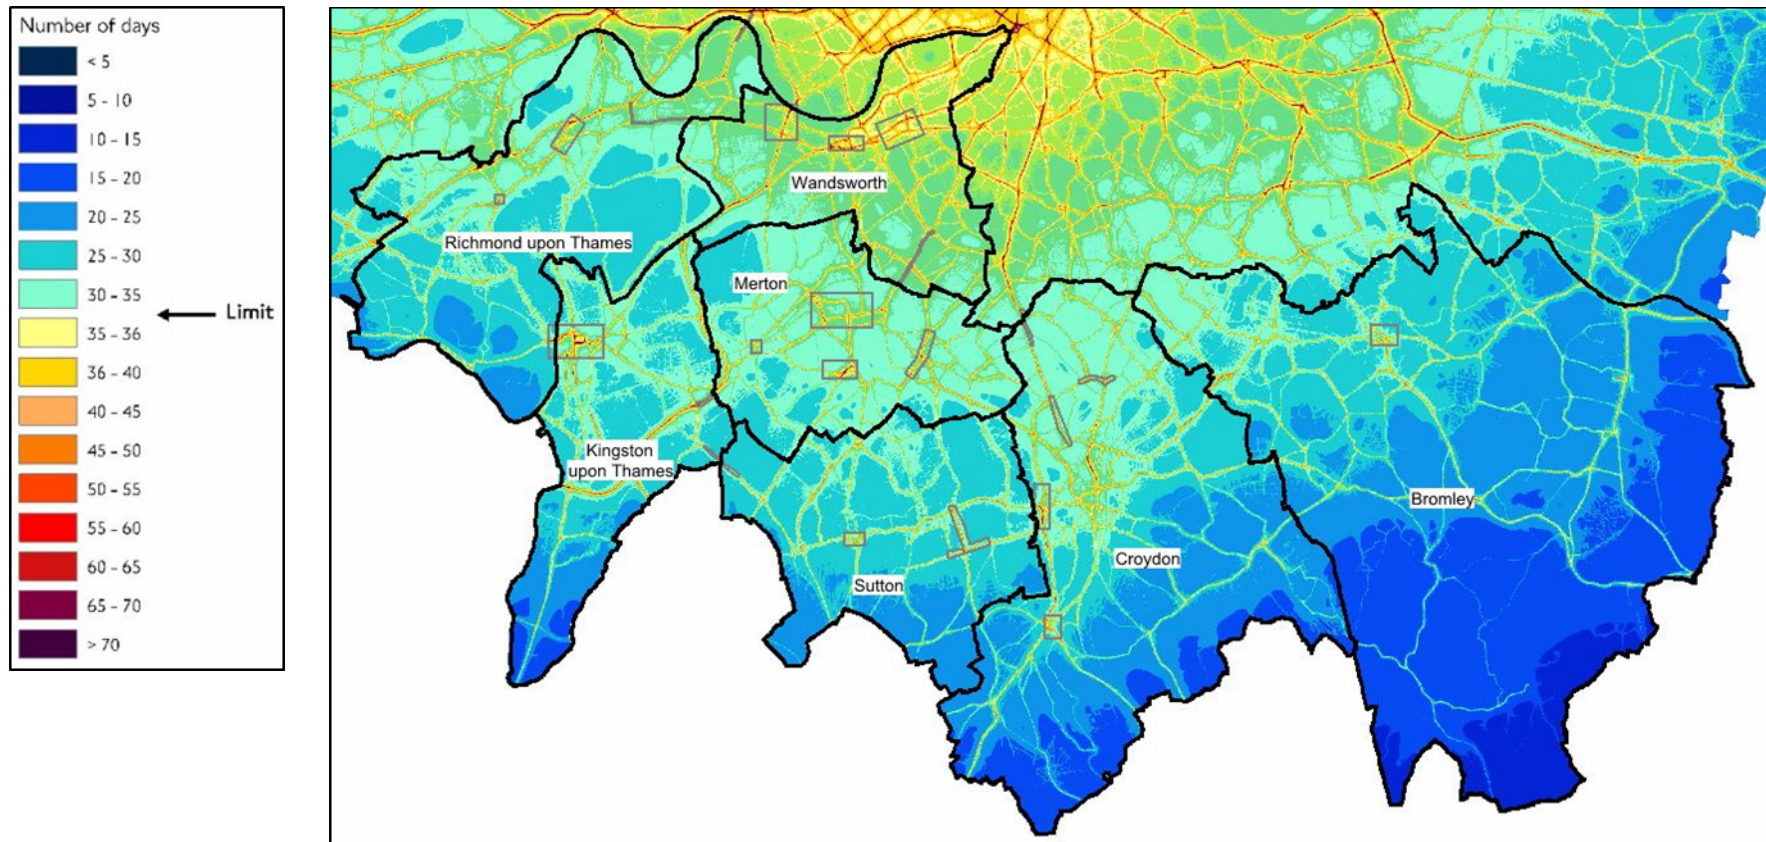 Number of days
< 5
5 - 10
10 - 15
15 - 20
20 - 25
25 - 30
30 - 35
Limit
35 - 36
36 - 40
40 - 45
45 - 50
50 - 55
55 - 60
60 - 65
65 - 70
> 70
Wandsworth
Richmond upon Thames
Merton
Kingston
upon Thames
Bromley
Croydon
Sutton